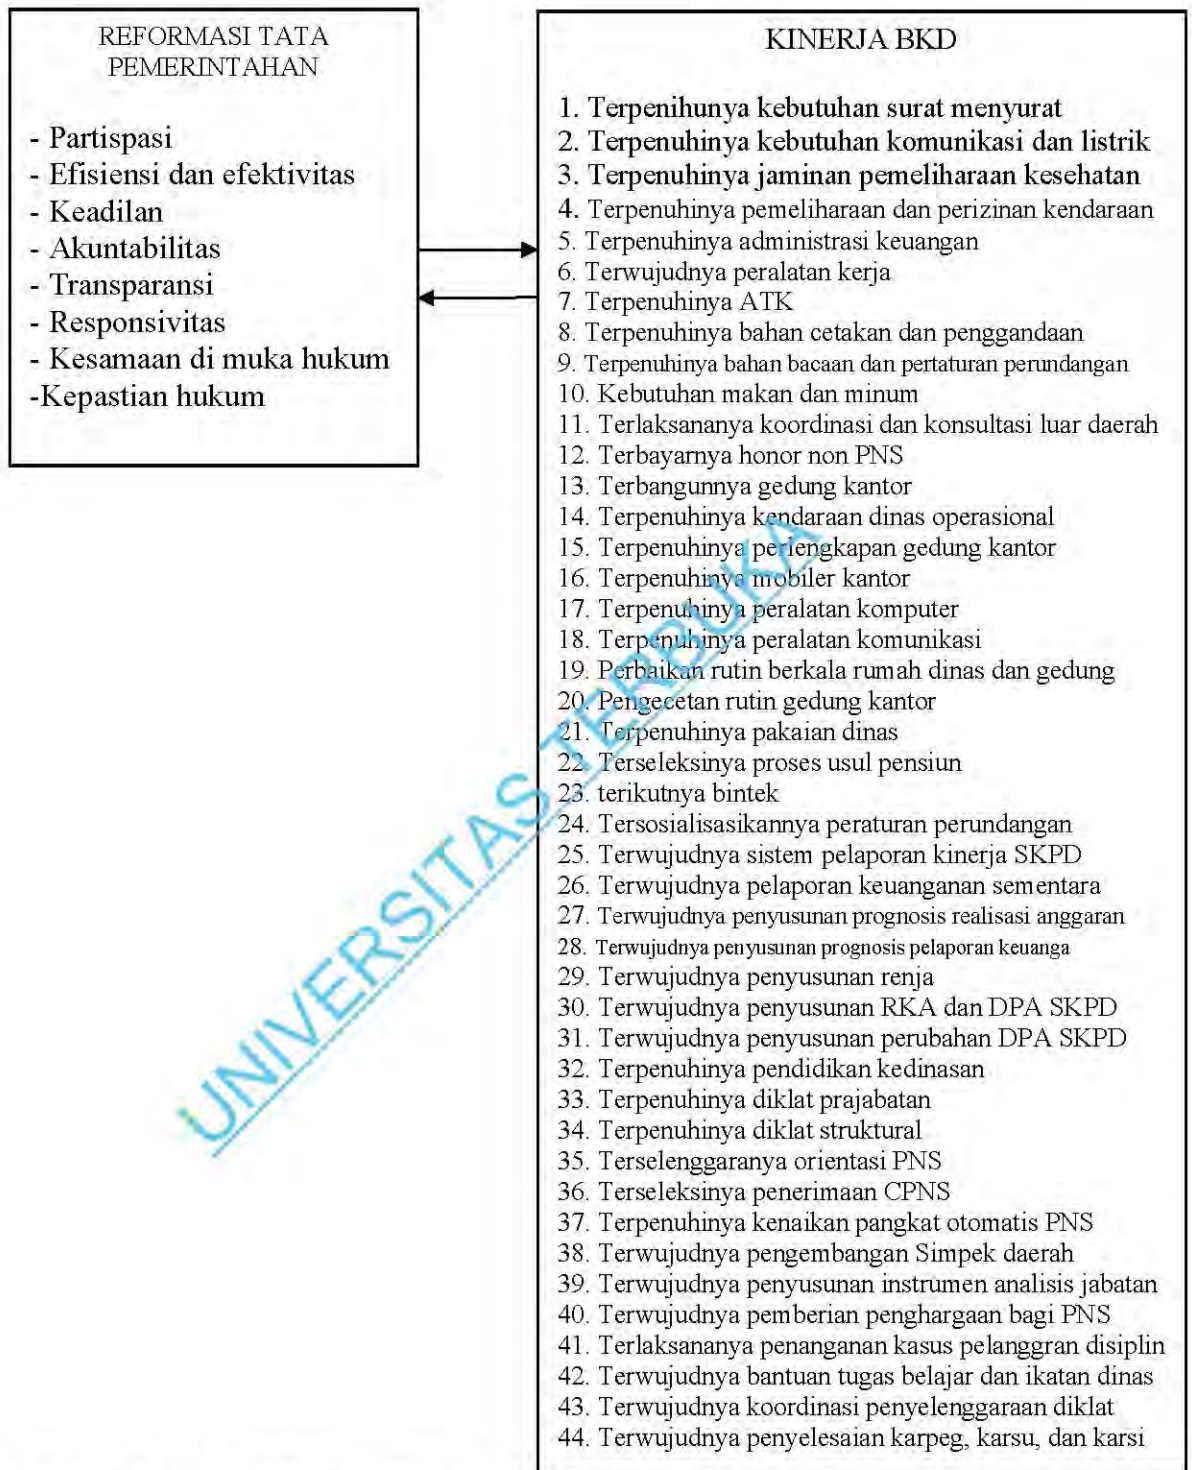 REFORMASI TATA
PEMERINTAHAN
- Partispasi
- Efisiensi dan efektivitas
- Keadilan
- Akuntabilitas
- Transparansi
- Responsivitas
- Kesamaan di muka hukum
-Kepastian hukum
KINERJA BKD
1. Terpenihunya kebutuhan surat menyurat
2. Terpenuhinya kebutuhan komunikasi dan listrik
3. Terpenuhinya jaminan pemeliharaan kesehatan
4. Terpenuhinya pemeliharaan dan perizinan kendaraan
5. Terpenuhinya administrasi keuangan
6. Terwujudnya peralatan kerja
7. Terpenuhinya ATK
8. Terpenuhinya bahan cetakan dan penggandaan
9. Terpenuhinya bahan bacaan dan pertaturan perundangan
10. Kebutuhan makan dan minum
11. Terlaksananya koordinasi dan konsultasi luar daerah
12. Terbayarnya honor non PNS
13. Terbangunnya gedung kantor
14. Terpenuhinya kendaraan dinas operasional
15. Terpenuhinya perlengkapan gedung kantor
16. Terpenuhinya mobiler kantor
17. Terpenuhinya peralatan komputer
18. Terpenuhinya peralatan komunikasi
19. Perbaikan rutin berkala rumah dinas dan gedung
20. Pengecetan rutin gedung kantor
21. Terpenuhinya pakaian dinas
22. Terseleksinya proses usul pensiun
23. terikutnya bintek
24. Tersosialisasikannya peraturan perundangan
25. Terwujudnya sistem pelaporan kinerja SKPD
26. Terwujudnya pelaporan keuanganan sementara
27. Terwujudnya penyusunan prognosis realisasi anggaran
28. Terwujudnya penyusunan prognosis pelaporan keuanga
29. Terwujudnya penyusunan renja
30. Terwujudnya penyusunan RKA dan DPA SKPD
31. Terwujudnya penyusunan perubahan DPA SKPD
32. Terpenuhinya pendidikan kedinasan
33. Terpenuhinya diklat prajabatan
34. Terpenuhinya diklat struktural
35. Terselenggaranya orientasi PNS
36. Terseleksinya penerimaan CPNS
37. Terpenuhinya kenaikan pangkat otomatis PNS
38. Terwujudnya pengembangan Simpek daerah
39. Terwujudnya penyusunan instrumen analisis jabatan
40. Terwujudnya pemberian penghargaan bagi PNS
41. Terlaksananya penanganan kasus pelanggran disiplin
42. Terwujudnya bantuan tugas belajar dan ikatan dinas
43. Terwujudnya koordinasi penyelenggaraan diklat
44. Terwujudnya penyelesaian karpeg, karsu, dan karsi
UNIVERSITAS TERBUKA